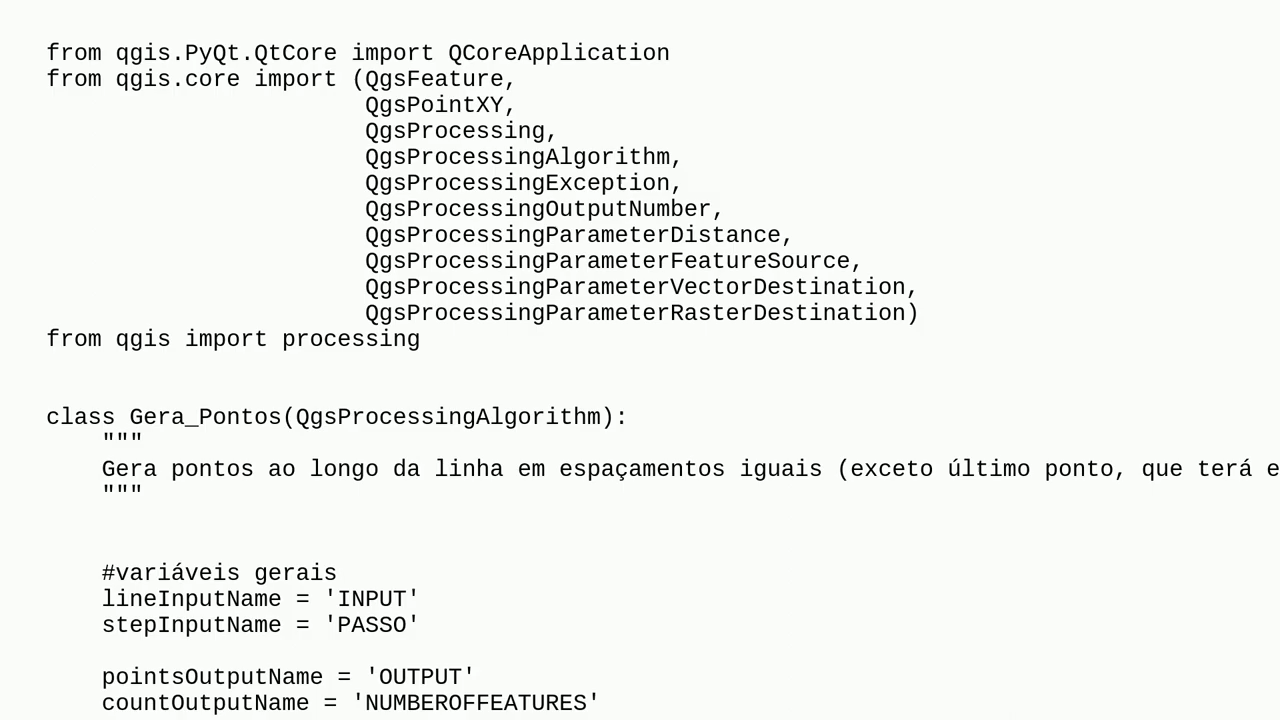 from qgis.PyQt.QtCore import QCoreApplication
from qgis.core import (QgsFeature,
                       QgsPointXY,
                       QgsProcessing,
                       QgsProcessingAlgorithm,
                       QgsProcessingException,
                       QgsProcessingOutputNumber,
                       QgsProcessingParameterDistance,
                       QgsProcessingParameterFeatureSource,
                       QgsProcessingParameterVectorDestination,
                       QgsProcessingParameterRasterDestination)
from qgis import processing
class Gera_Pontos(QgsProcessingAlgorithm):
    """
    Gera pontos ao longo da linha em espaçamentos iguais (exceto último ponto, que terá e
    """
    #variáveis gerais
    lineInputName = 'INPUT'
    stepInputName = 'PASSO'
    pointsOutputName = 'OUTPUT'
    countOutputName = 'NUMBEROFFEATURES'